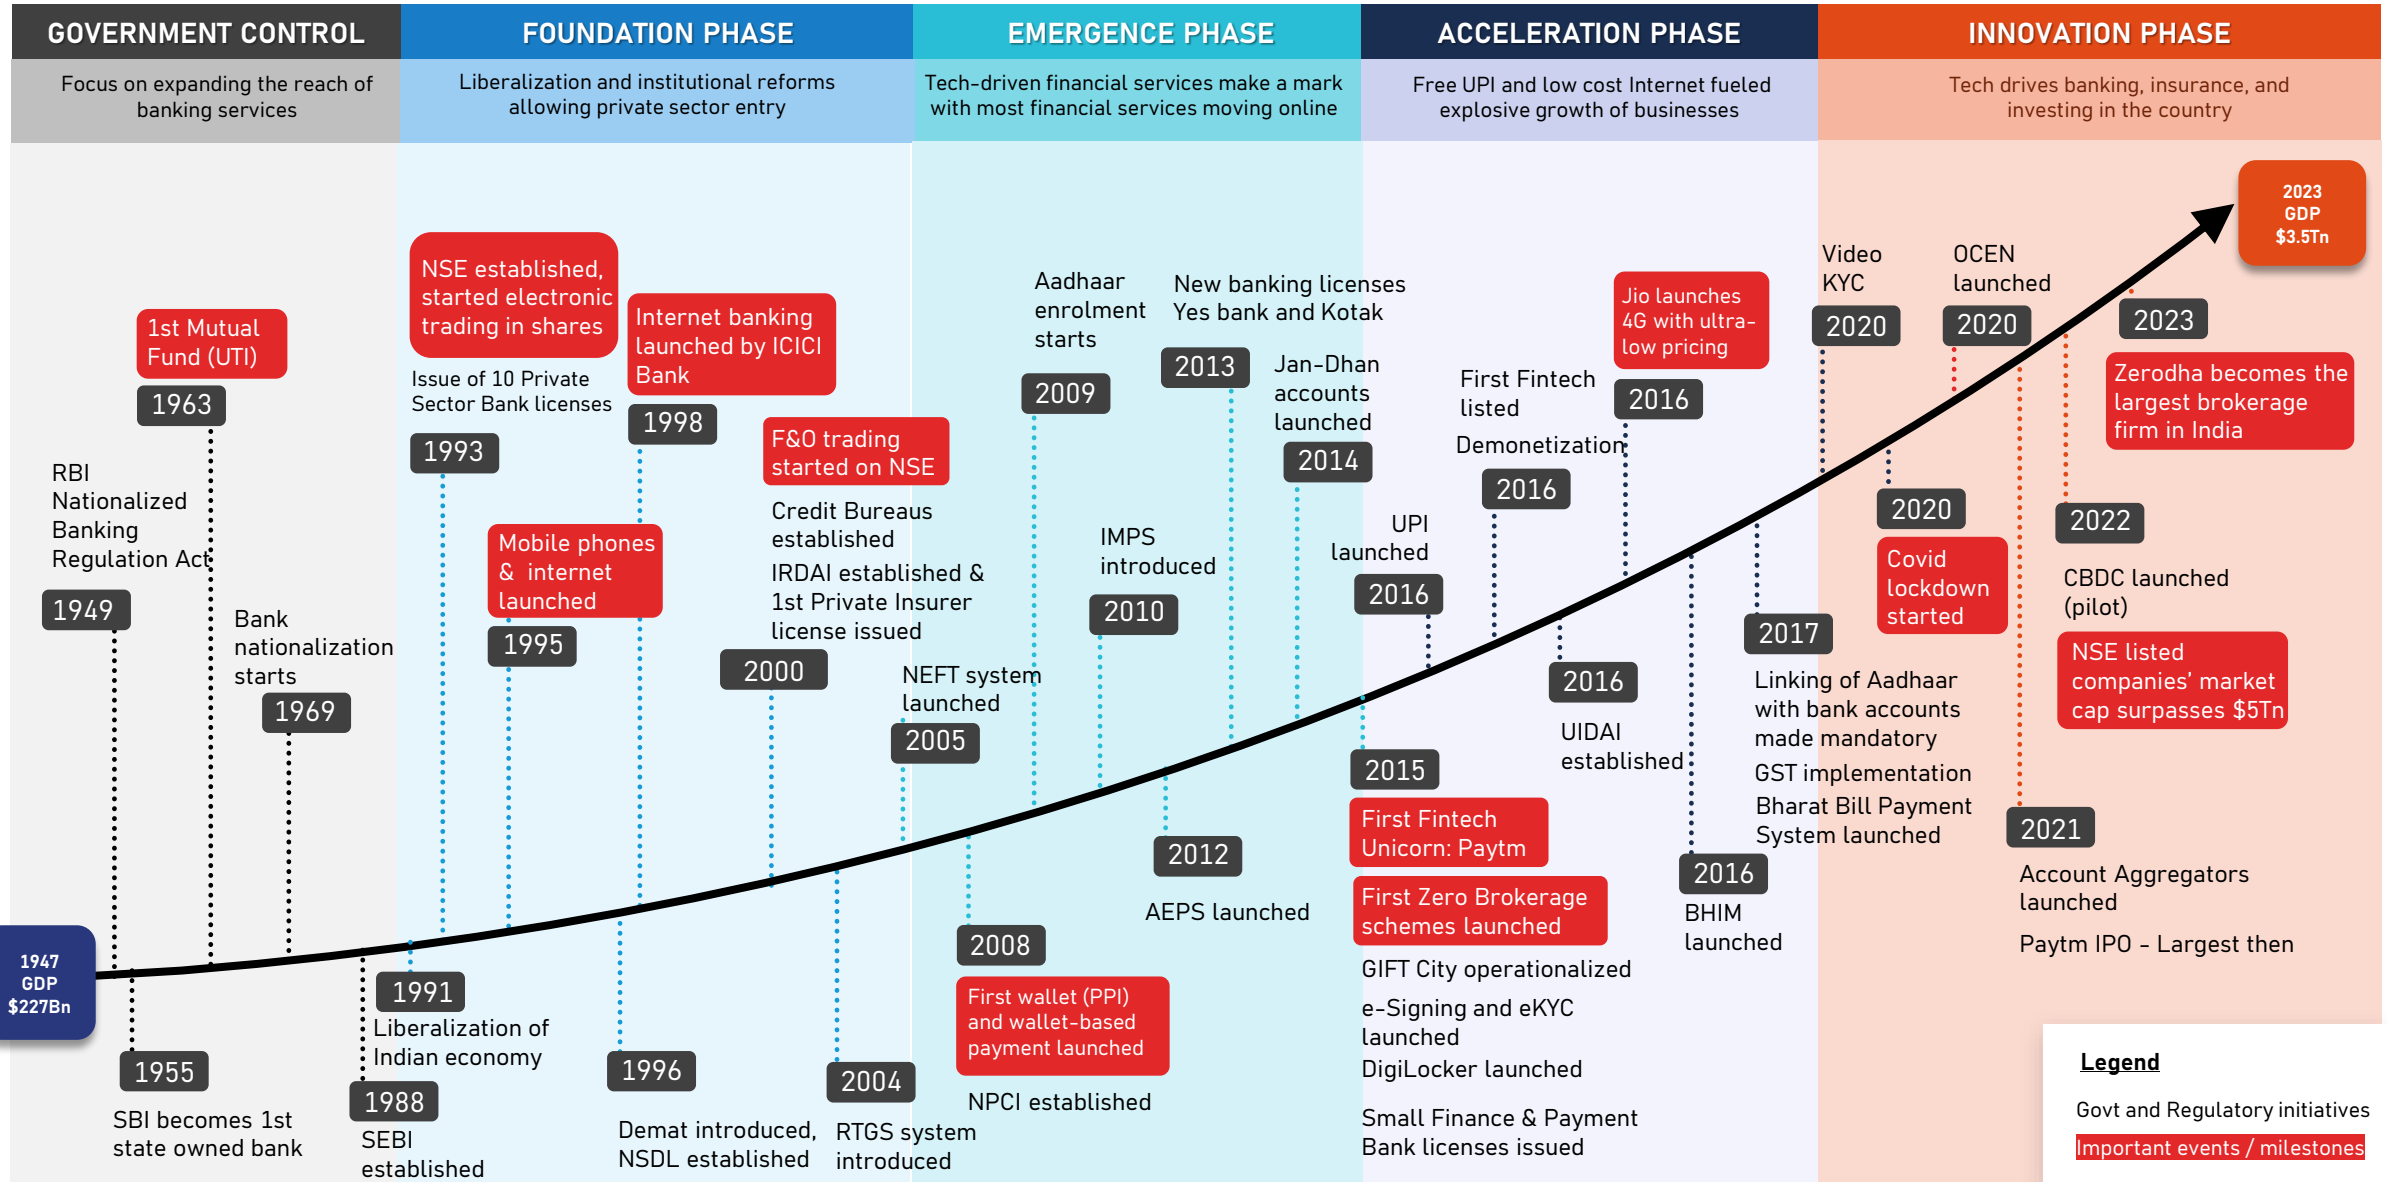 GOVERNMENT CONTROL
Focus on expanding the reach of
banking services
FOUNDATION PHASE
Liberalization and institutional reforms
allowing private sector entry
EMERGENCE PHASE
Tech-driven financial services make a mark
with most financial services moving online
ACCELERATION PHASE
Free UPI and low cost Internet fueled
explosive growth of businesses
INNOVATION PHASE
Tech drives banking, insurance, and
investing in the country
1947
GDP
$227Bn
RBI
Nationalized
Banking
Regulation Act
1949
1955
SBI becomes 1st
state owned bank
1st Mutual
Fund (UTI)
1963
Bank
nationalization
starts
1969
1988
SEBI
established
1991
Liberalization of
Indian economy
NSE established,
started electronic
trading in shares
Issue of 10 Private
Sector Bank licenses
1993
Mobile phones
& internet
launched
1995
1996
Demat introduced,
NSDL established
Internet banking
launched by ICICI
Bank
1998
F&O trading
started on NSE
Credit Bureaus
established
IRDAI established &
1st Private Insurer
license issued
2000
2004
RTGS system
introduced
NEFT system
launched
2005
2008
First wallet (PPI)
and wallet-based
payment launched
NPCI established
Aadhaar
enrolment
starts
2009
IMPS
introduced
2010
2012
AEPS launched
New banking licenses
Yes bank and Kotak
2013
Jan-Dhan
accounts
launched
2014
2015
First Fintech
Unicorn: Paytm
First Zero Brokerage
schemes launched
GIFT City operationalized
e-Signing and eKYC
launched
DigiLocker launched
Small Finance & Payment
Bank licenses issued
UPI
launched
2016
First Fintech
listed
Demonetization
2016
2016
UIDAI
established
Jio launches
4G with ultra-
low pricing
2016
2016
BHIM
launched
2017
Linking of Aadhaar
with bank accounts
made mandatory
GST implementation
Bharat Bill Payment
System launched
Video
KYC
2020
2020
Covid
lockdown
started
OCEN
launched
2020
2021
Account Aggregators
launched
Paytm IPO - Largest then
2022
CBDC launched
(pilot)
NSE listed
companies' market
cap surpasses $5Tn
2023
Zerodha becomes the
largest brokerage
firm in India
2023
GDP
$3.5Tn
Legend
Govt and Regulatory initiatives
Important events / milestones